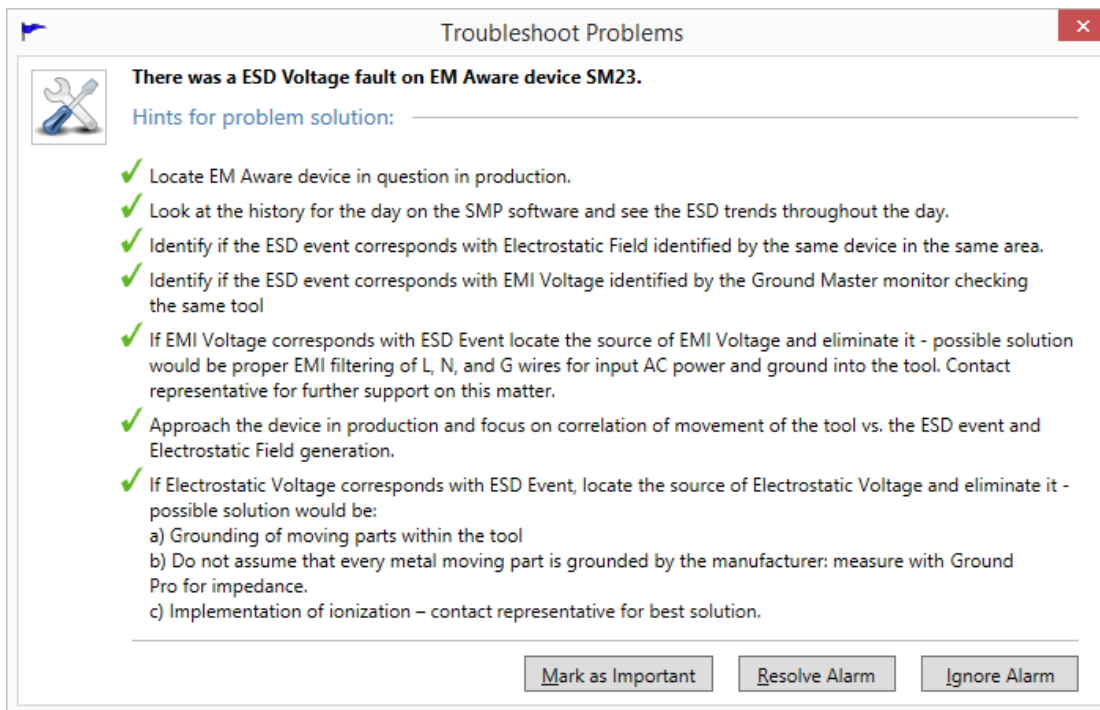 Troubleshoot Problems
There was a ESD Voltage fault on EM Aware device SM23.
Hints for problem solution:
Locate EM Aware device in question in production.
Look at the history for the day on the SMP software and see the ESD trends throughout the day.
Identify if the ESD event corresponds with Electrostatic Field identified by the same device in the same area.
Identify if the ESD event corresponds with EMI Voltage identified by the Ground Master monitor checking
the same tool
If EMI Voltage corresponds with ESD Event locate the source of EMI Voltage and eliminate it - possible solution
would be proper EMI filtering of L, N, and G wires for input AC power and ground into the tool. Contact
representative for further support on this matter.
Approach the device in production and focus on correlation of movement of the tool vs. the ESD event and
Electrostatic Field generation.
If Electrostatic Voltage corresponds with ESD Event, locate the source of Electrostatic Voltage and eliminate it -
possible solution would be:
a) Grounding of moving parts within the tool
b) Do not assume that every metal moving part is grounded by the manufacturer: measure with Ground
Pro for impedance.
c) Implementation of ionization – contact representative for best solution.
Mark as Important
Resolve Alarm
Ignore Alarm